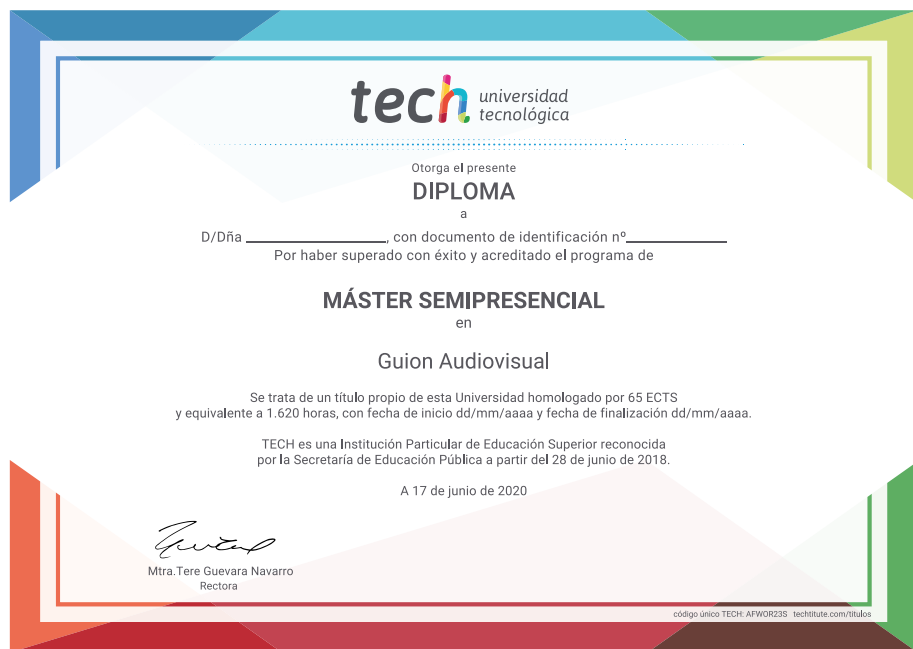 tech universidad
tecnológica
Otorga el presente
DIPLOMA
a
D/Dña ____________, con documento de identificación nº____________
Por haber superado con éxito y acreditado el programa de
MÁSTER SEMIPRESENCIAL
en
Guion Audiovisual
Se trata de un título propio de esta Universidad homologado por 65 ECTS
y equivalente a 1.620 horas, con fecha de inicio dd/mm/aaaa y fecha de finalización dd/mm/aaaa.
TECH es una Institución Particular de Educación Superior reconocida
por la Secretaría de Educación Pública a partir del 28 de junio de 2018.
A 17 de junio de 2020
Mtra.Tere Guevara Navarro
Rectora
código único TECH: AFWOR23S techtitute.com/titulos